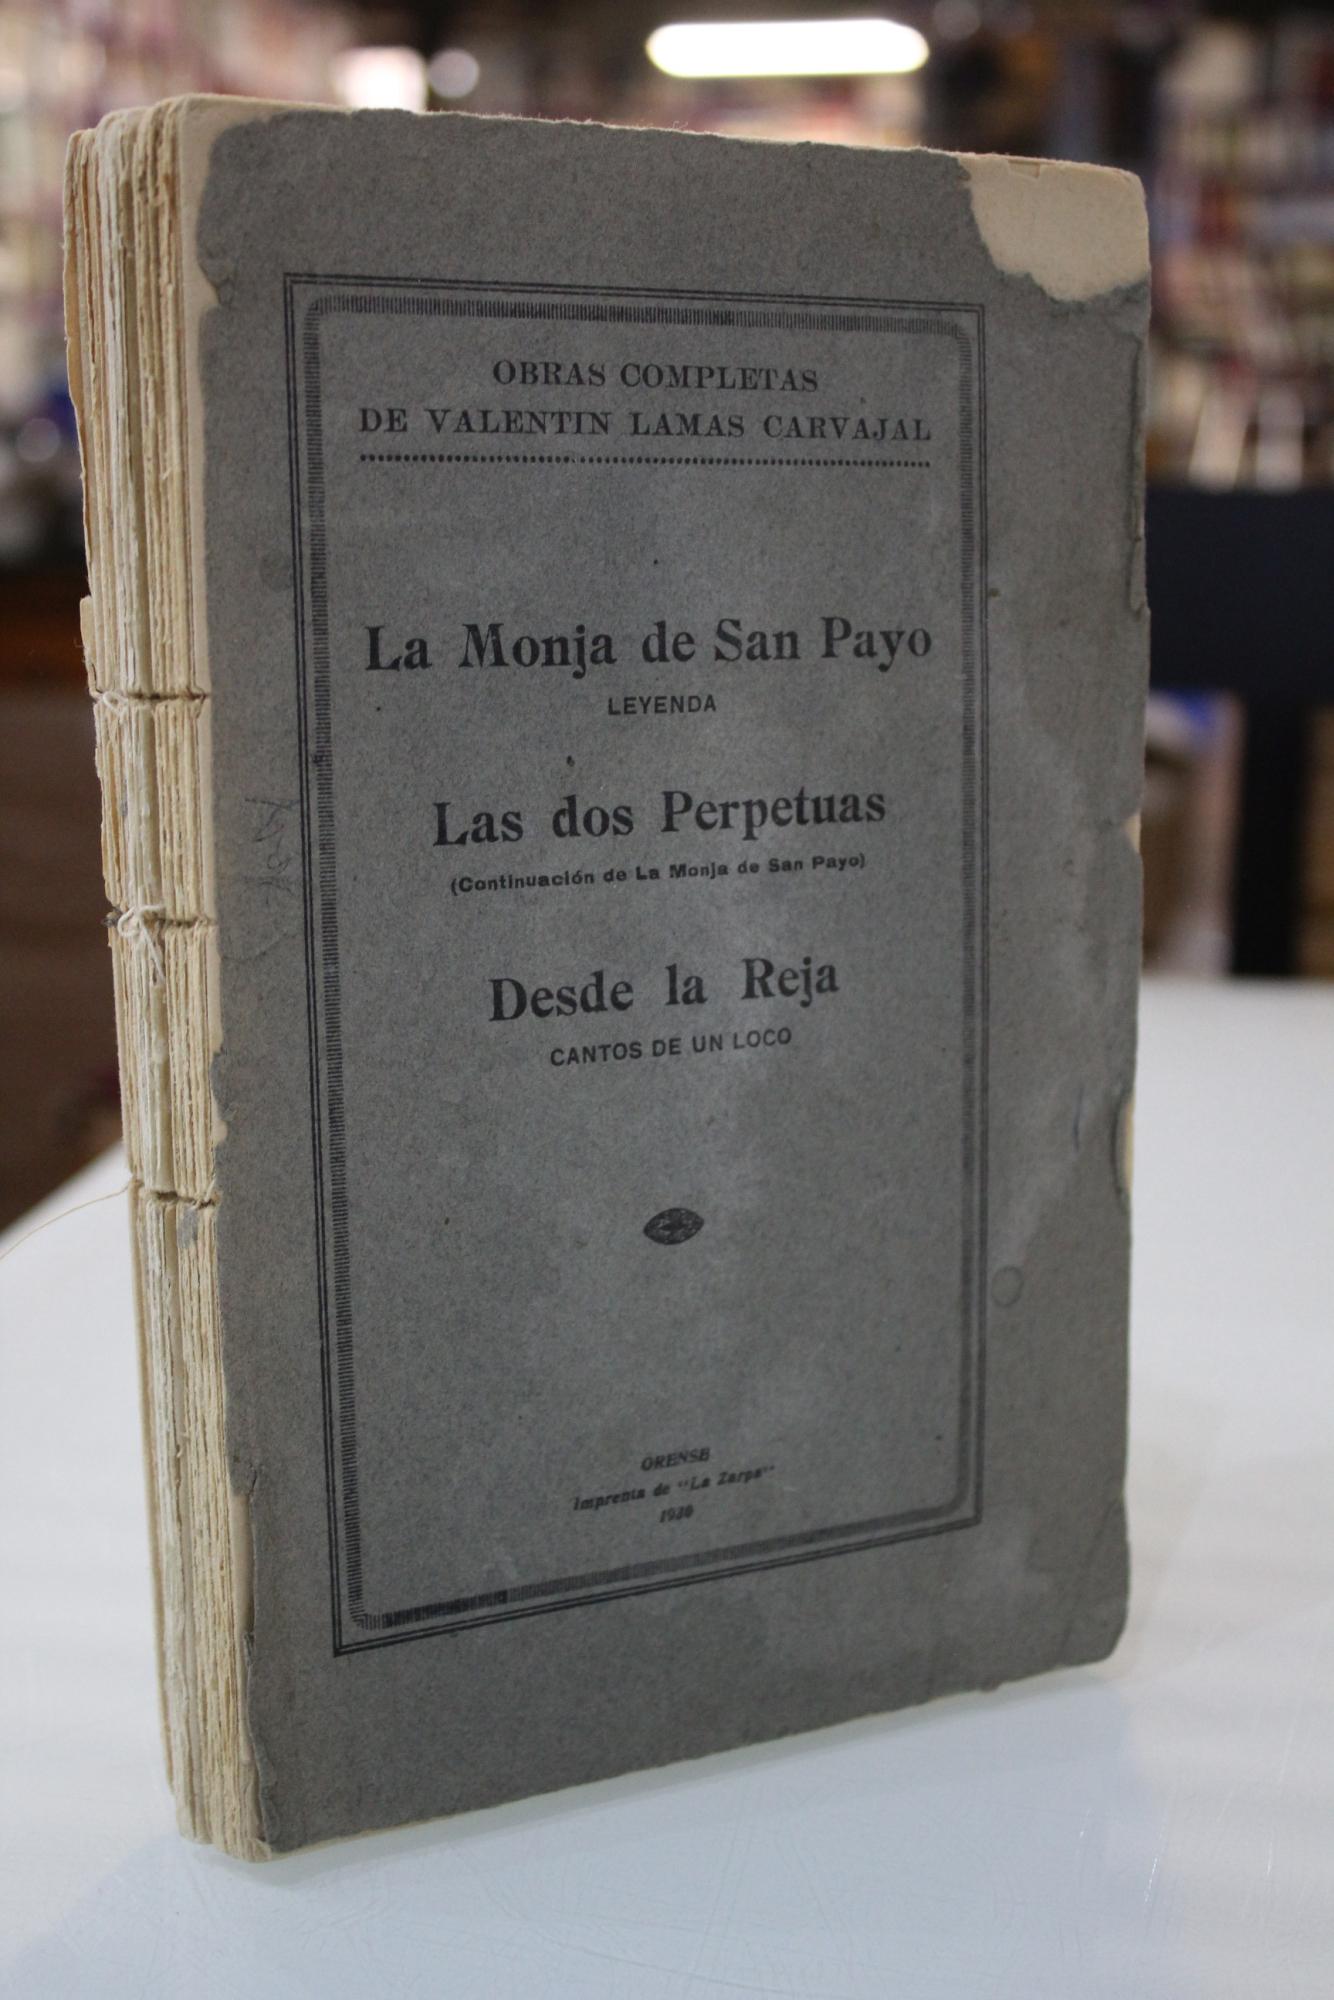 OBRAS COMPLETAS
DE VALENTIN LAMAS CARVAJAL
La Monja de San Payo
LEYENDA
Las dos Perpetuas
(Continuación de La Monja de San Payo)
Desde la Reja
CANTOS DE UN LOCO
ORENSE
Imprenta de "La Zarpa"
1930